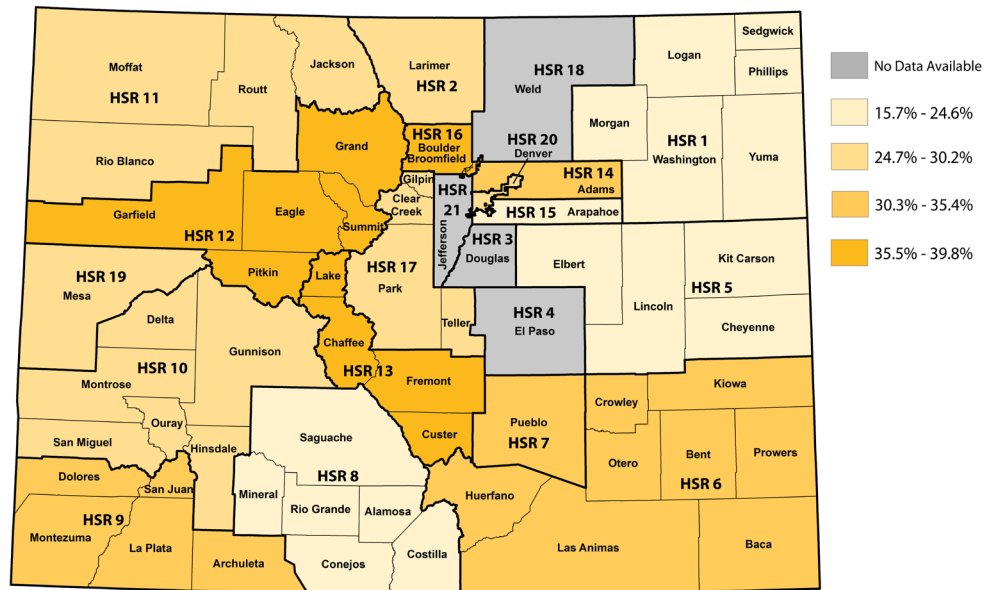 Moffat
HSR 11
Routt
Jackson
Larimer
HSR 2
HSR 18
Weld
Logan
Sedgwick
Phillips
Morgan
HSR 1
Washington
Yuma
Rio Blanco
Grand
HSR 16
Boulder
Broomfield
HSR 20
Denver
Gilpin
Clear
Creek
HSR
21
Jefferson
HSR 14
Adams
HSR 15
Arapahoe
Garfield
HSR 12
Eagle
Summit
HSR 19
Mesa
Pitkin
Lake
HSR 17
Park
HSR 3
Douglas
Elbert
Kit Carson
HSR 5
Lincoln
Cheyenne
Delta
Gunnison
Chaffee
Teller
HSR 4
El Paso
HSR 10
Montrose
HSR 13
Fremont
Kiowa
Crowley
Ouray
San Miguel
Hinsdale
Saguache
Custer
Pueblo
HSR 7
Otero
Bent
HSR 6
Prowers
Dolores
San Juan
Mineral
HSR 8
Rio Grande
Alamosa
Huerfano
HSR 9
Montezuma
La Plata
Archuleta
Conejos
Costilla
Las Animas
Baca
No Data Available
15.7% - 24.6%
24.7% - 30.2%
30.3% - 35.4%
35.5% - 39.8%